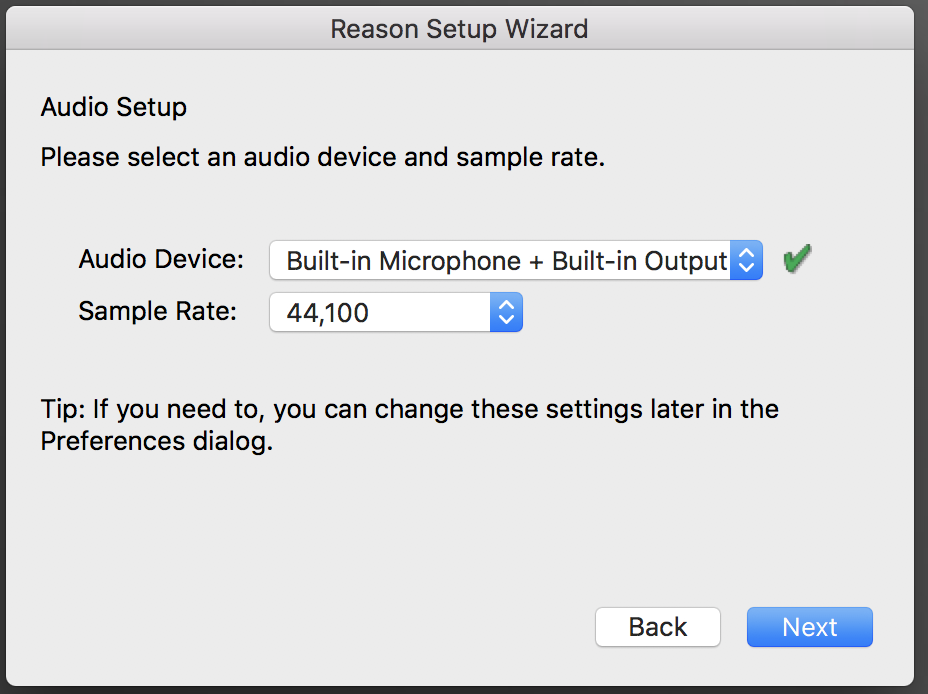 Reason Setup Wizard
Audio Setup
Please select an audio device and sample rate.
Audio Device: Built-in Microphone + Built-in Output
Sample Rate: 44,100
Tip: If you need to, you can change these settings later in the
Preferences dialog.
Back Next